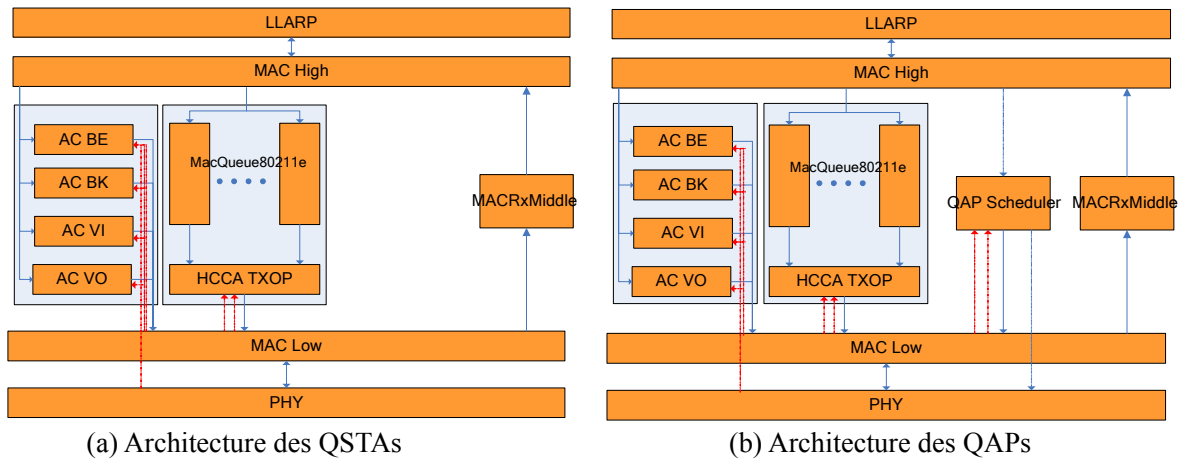 LLARP
MAC High
AC BE
AC BK
AC VI
AC VO
MacQueue80211e
HCCA TXOP
MACRxMiddle
MAC Low
PHY
(a) Architecture des QSTAs
LLARP
MAC High
AC BE
AC BK
AC VI
AC VO
MacQueue80211e
HCCA TXOP
QAP Scheduler
MACRxMiddle
MAC Low
PHY
(b) Architecture des QAPs